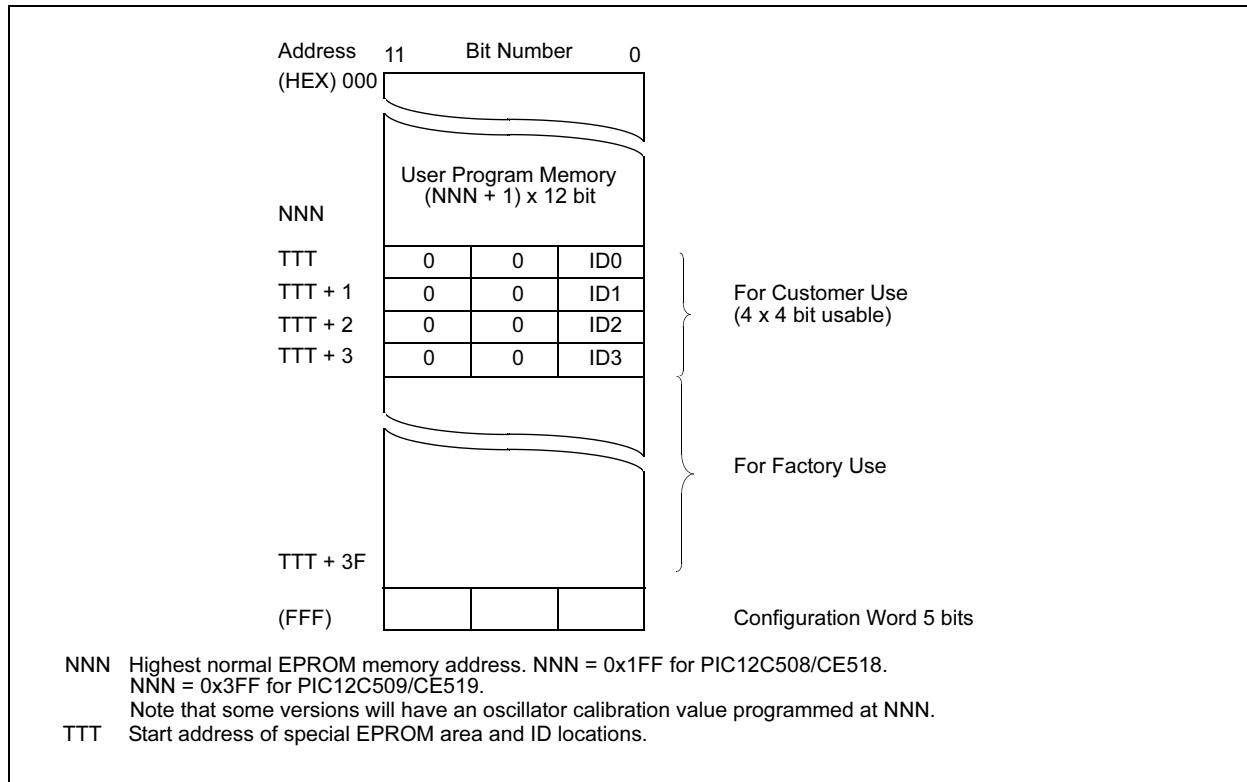 Address 11 Bit Number 0
(HEX) 000
User Program Memory
(NNN + 1) x 12 bit
NNN
TTT 0 0 ID0
TTT + 1 0 0 ID1
TTT + 2 0 0 ID2
TTT + 3 0 0 ID3
For Customer Use
(4 x 4 bit usable)
For Factory Use
TTT + 3F
(FFF) Configuration Word 5 bits
NNN Highest normal EPROM memory address. NNN = 0x1FF for PIC12C508/CE518.
NNN = 0x3FF for PIC12C509/CE519.
Note that some versions will have an oscillator calibration value programmed at NNN.
TTT Start address of special EPROM area and ID locations.